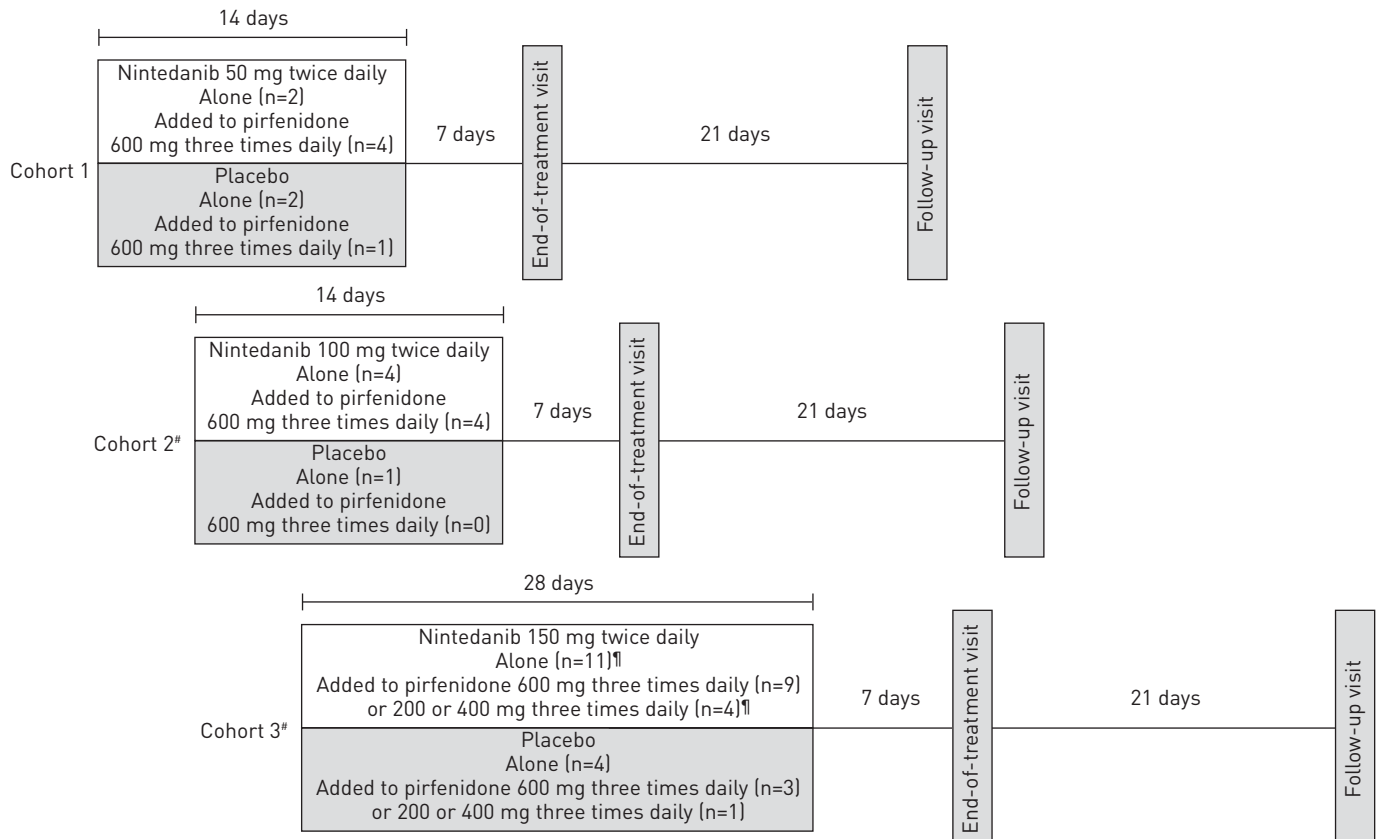 14 days
Nintedanib 50 mg twice daily
Alone (n=2)
Added to pirfenidone
600 mg three times daily (n=4)
Cohort 1
Placebo
Alone (n=2)
Added to pirfenidone
600 mg three times daily (n=1)
7 days
End-of-treatment visit
21 days
Follow-up visit
14 days
Nintedanib 100 mg twice daily
Alone (n=4)
Added to pirfenidone
600 mg three times daily (n=4)
Cohort 2#
Placebo
Alone (n=1)
Added to pirfenidone
600 mg three times daily (n=0)
7 days
End-of-treatment visit
21 days
Follow-up visit
28 days
Nintedanib 150 mg twice daily
Alone (n=11)¶
Added to pirfenidone 600 mg three times daily (n=9)
or 200 or 400 mg three times daily (n=4)¶
Cohort 3#
Placebo
Alone (n=4)
Added to pirfenidone 600 mg three times daily (n=3)
or 200 or 400 mg three times daily (n=1)
7 days
End-of-treatment visit
21 days
Follow-up visit